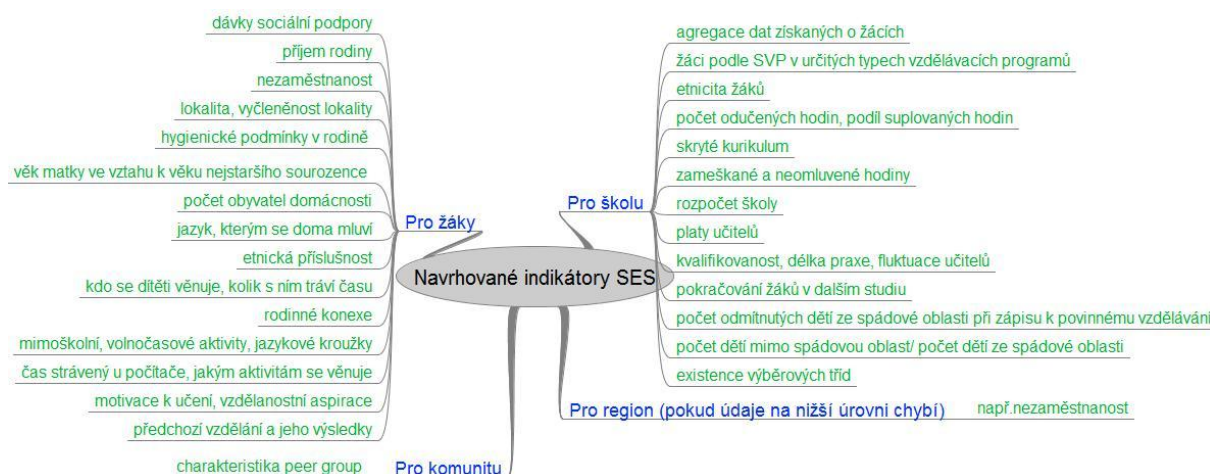 dávky sociální podpory
příjem rodiny
nezaměstnanost
lokalita, vyčleněnost lokality
hygienické podmínky v rodině
věk matky ve vztahu k věku nejstaršího sourozence
počet obyvatel domácnosti
jazyk, kterým se doma mluví
etnická příslušnost
kdo se dítěti věnuje, kolik s ním tráví času
rodinné konexe
mimoškolní, volnočasové aktivity, jazykové kroužky
čas strávený u počítače, jakým aktivitám se věnuje
motivace k učení, vzdělanostní aspirace
předchozí vzdělání a jeho výsledky
Pro žáky
charakteristika peer group
Pro komunitu
Navrhované indikátory SES
Pro školu
agregace dat získaných o žácích
žáci podle SVP v určitých typech vzdělávacích programů
etnicita žáků
počet odučených hodin, podíl suplovaných hodin
skryté kurikulum
zameškané a neomluvené hodiny
rozpočet školy
platy učitelů
kvalifikovanost, délka praxe, fluktuace učitelů
pokračování žáků v dalším studiu
počet odmítnutých dětí ze spádové oblasti při zápisu k povinnému vzdělávání
počet dětí mimo spádovou oblast/ počet dětí ze spádové oblasti
existence výběrových tříd
Pro region (pokud údaje na nižší úrovni chybí)
např.nezaměstnanost